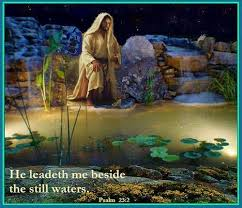 He leadeth me beside
the still waters.
Psalm 23:2